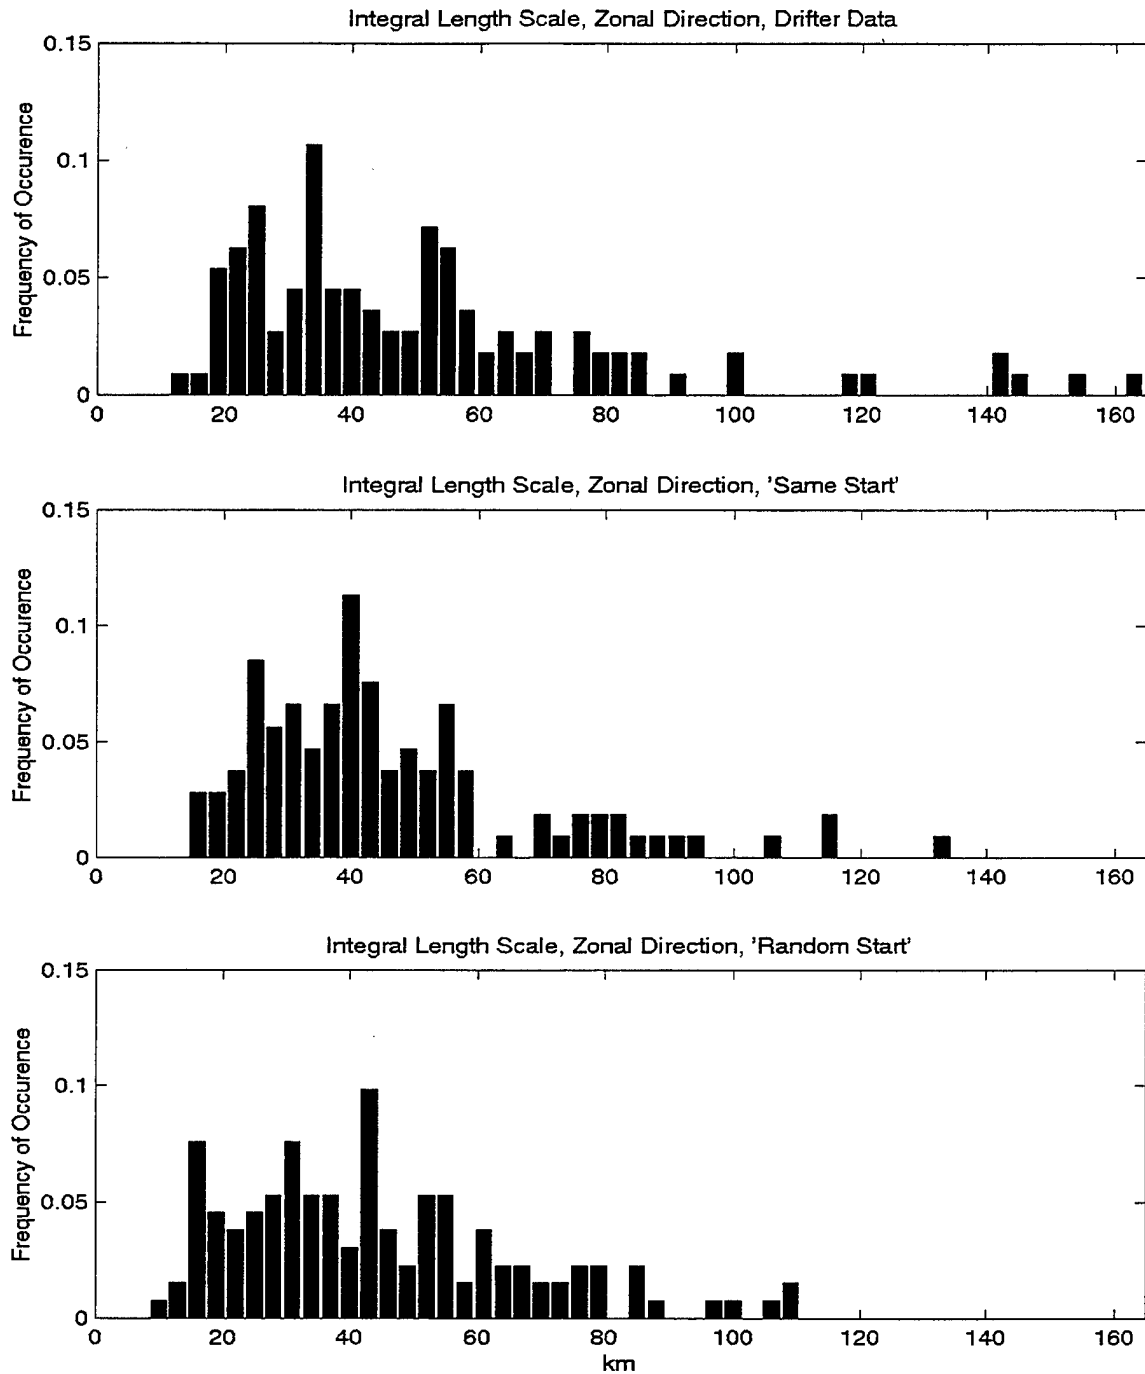 Integral Length Scale, Zonal Direction, Drifter Data
0.15
0.1
0.05
0
Frequency of Occurence
0 20 40 60 80 100 120 140 160
Integral Length Scale, Zonal Direction, 'Same Start'
0.15
0.1
0.05
0
Frequency of Occurence
0 20 40 60 80 100 120 140 160
Integral Length Scale, Zonal Direction, 'Random Start'
0.15
0.1
0.05
0
Frequency of Occurence
0 20 40 60 80 100 120 140 160
km